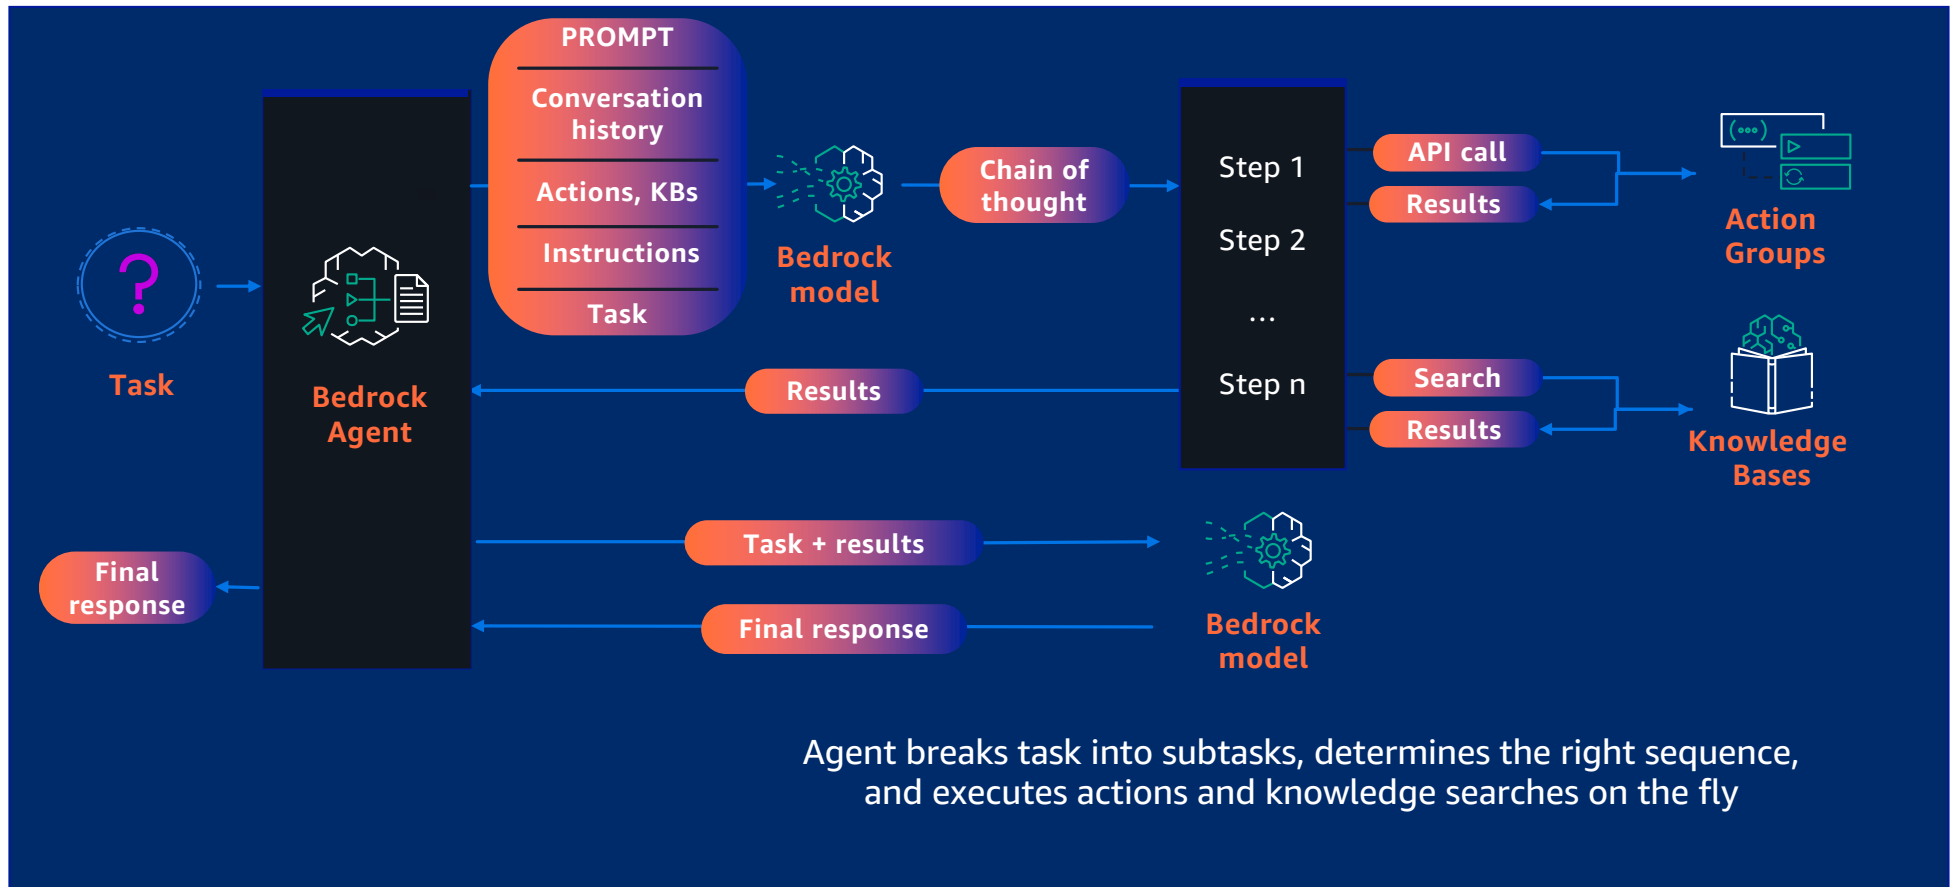 PROMPT
Conversation
history
Actions, KBs
Instructions
Task
Task
Bedrock
Agent
Bedrock
model
Chain of
thought
Step 1
Step 2
...
Step n
API call
Results
Action
Groups
Search
Results
Knowledge
Bases
Results
Task + results
Bedrock
model
Final response
Final
response
Agent breaks task into subtasks, determines the right sequence,
and executes actions and knowledge searches on the fly